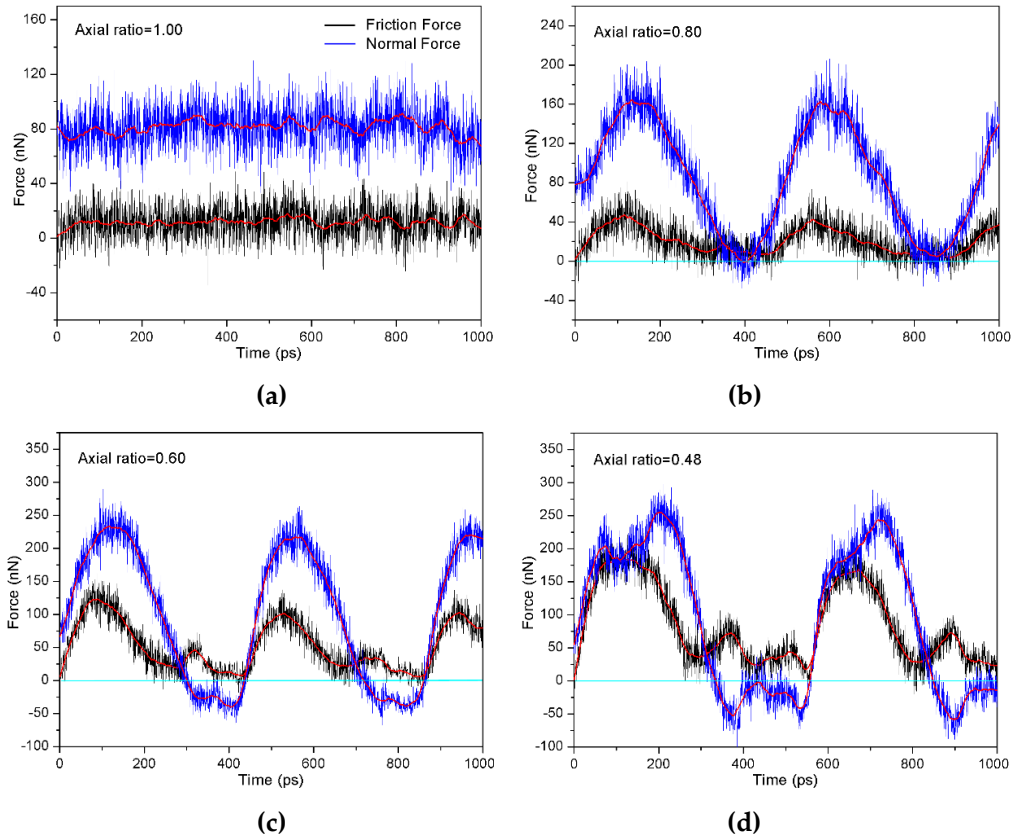 Axial ratio=1.00
Friction Force
Normal Force
Force (nN)
160
120
80
40
0
-40
0 200 400 600 800 1000
Time (ps)
(a)
Axial ratio=0.80
Force (nN)
240
200
160
120
80
40
0
-40
0 200 400 600 800 1000
Time (ps)
(b)
Axial ratio=0.60
Force (nN)
350
300
250
200
150
100
50
0
-50
-100
0 200 400 600 800 1000
Time (ps)
(c)
Axial ratio=0.48
Force (nN)
350
300
250
200
150
100
50
0
-50
-100
0 200 400 600 800 1000
Time (ps)
(d)